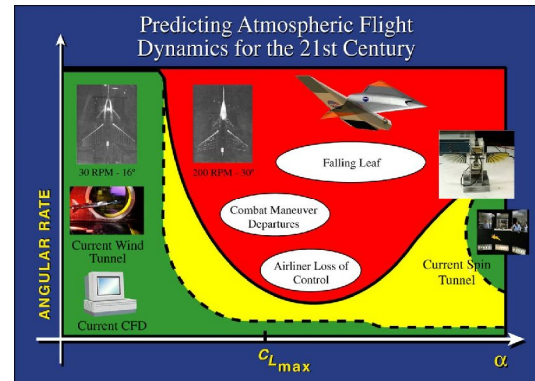 Predicting Atmospheric Flight
Dynamics for the 21st Century
30 RPM - 16°
200 RPM - 30°
Falling Leaf
Combat Maneuver
Departures
Current Wind
Tunnel
Airliner Loss of
Control
Current Spin
Tunnel
Current CFD
ANGULAR RATE
CLmax
α